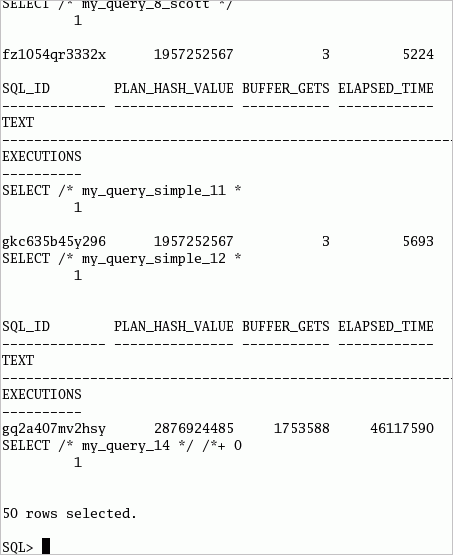 SELECT /* my_query_8_scott */
1
fz1054qr3332x 1957252567 3 5224
SQL_ID PLAN_HASH_VALUE BUFFER_GETS ELAPSED_TIME
------------- --------------- ----------- ------------
TEXT
--------------------------------------------------------
EXECUTIONS
----------
SELECT /* my_query_simple_11 *
1
gkc635b45y296 1957252567 3 5693
SELECT /* my_query_simple_12 *
1
SQL_ID PLAN_HASH_VALUE BUFFER_GETS ELAPSED_TIME
------------- --------------- ----------- ------------
TEXT
--------------------------------------------------------
EXECUTIONS
----------
gq2a407mv2hsy 2876924485 1753588 46117590
SELECT /* my_query_14 */ /*+ O
1
50 rows selected.
SQL>